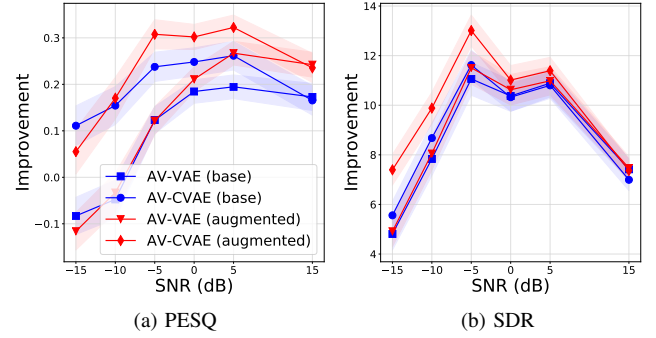 Improvement
0.3
0.2
0.1
0.0
−0.1
AV-VAE (base)
AV-CVAE (base)
AV-VAE (augmented)
AV-CVAE (augmented)
−15 −10 −5 0 5 15
SNR (dB)
(a) PESQ
Improvement
14
12
10
8
6
4
−15 −10 −5 0 5 15
SNR (dB)
(b) SDR